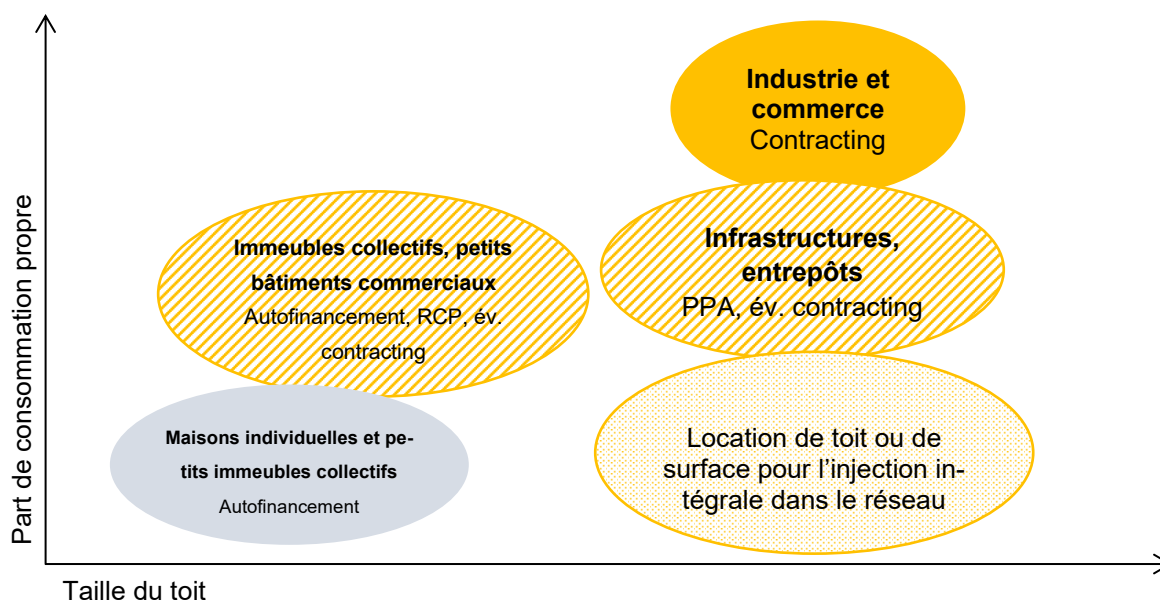 Part de consommation propre
Industrie et
commerce
Contracting
Immeubles collectifs, petits
bâtiments commerciaux
Autofinancement, RCP, év.
contracting
Infrastructures,
entrepôts
PPA, év. contracting
Maisons individuelles et pe-
tits immeubles collectifs
Autofinancement
Location de toit ou de
surface pour l’injection in-
tégrale dans le réseau
Taille du toit